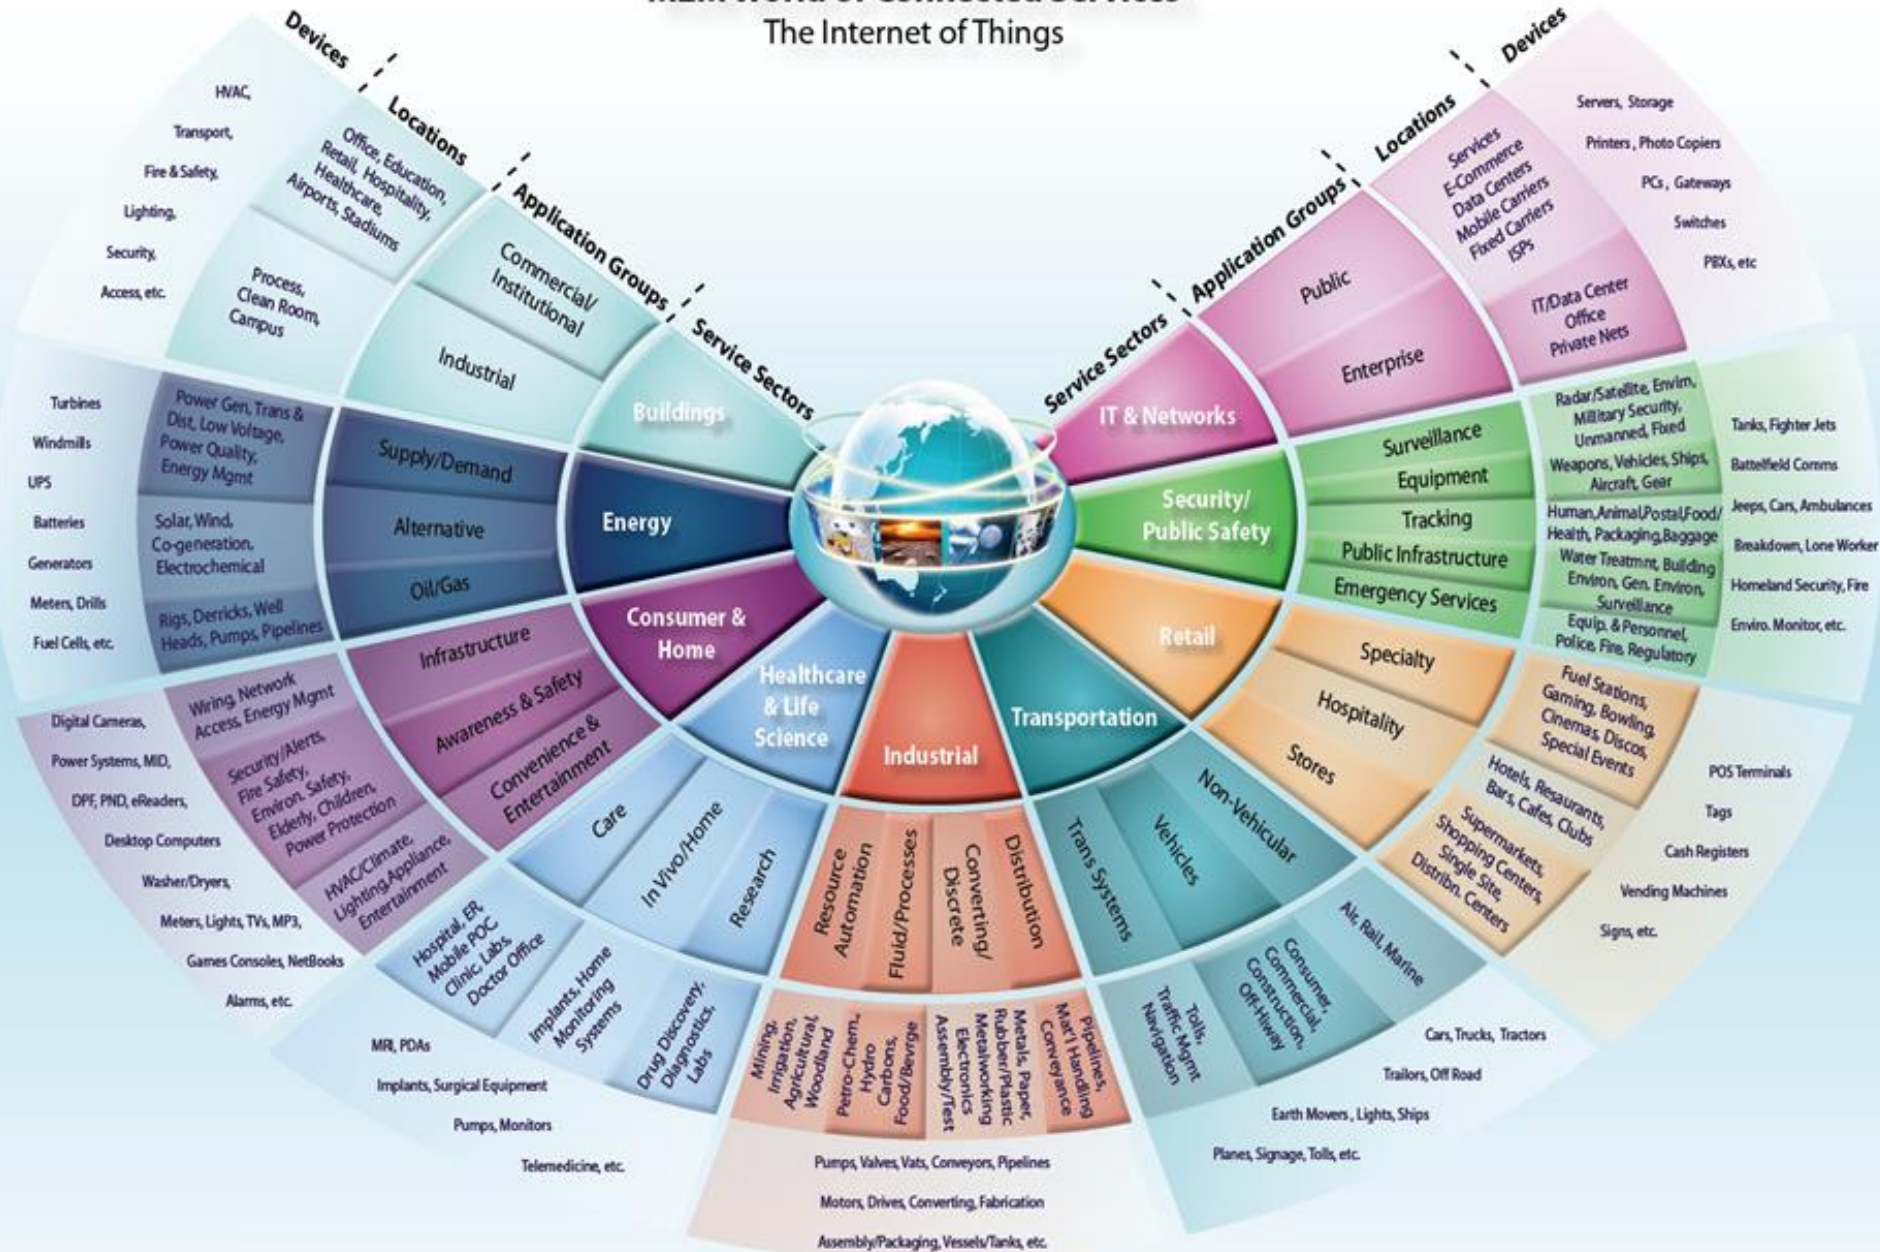 M2M World of Connected Services
The Internet of Things
Devices
Locations
Application Groups
Service Sectors
Service Sectors
Application Groups
Locations
Devices
Buildings
Commercial/
Institutional
Industrial
Office, Education,
Retail, Hospitality,
Healthcare,
Airports, Stadiums
Process,
Clean Room,
Campus
HVAC,
Transport,
Fire & Safety,
Lighting,
Security,
Access, etc.
Energy
Supply/Demand
Alternative
Oil/Gas
Power Gen, Trans &
Dist, Low Voltage,
Power Quality,
Energy Mgmt
Solar, Wind,
Co-generation,
Electrochemical
Rigs, Derricks, Well
Heads, Pumps, Pipelines
Turbines
Windmills
UPS
Batteries
Generators
Meters, Drills
Fuel Cells, etc.
Consumer &
Home
Infrastructure
Awareness & Safety
Convenience &
Entertainment
Wiring, Network
Access, Energy Mgmt
Security/Alerts,
Fire Safety,
Environ. Safety,
Elderly, Children,
Power Protection
HVAC/Climate,
Lighting,Appliance,
Entertainment
Digital Cameras,
Power Systems, MID,
DPF, PND, eReaders,
Desktop Computers
Washer/Dryers,
Meters, Lights, TVs, MP3,
Games Consoles, NetBooks
Alarms, etc.
Healthcare
& Life
Science
Care
In Vivo/Home
Research
Hospital, ER,
Mobile POC
Clinic, Labs,
Doctor Office
Implants, Home
Monitoring
Systems
Drug Discovery,
Diagnostics,
Labs
MRI, PDAs
Implants, Surgical Equipment
Pumps, Monitors
Telemedicine, etc.
Industrial
Resource
Automation
Fluid/Processes
Converting/
Discrete
Distribution
Mining,
Irrigation,
Agricultural,
Woodland
Petro-Chem.,
Hydro
Carbons,
Food/Bevrge
Metals, Paper,
Rubber/Plastic
Metalworking
Electronics
Assembly/Test
Pipelines,
Mat'l Handling
Conveyance
Pumps, Valves, Vats, Conveyors, Pipelines
Motors, Drives, Converting, Fabrication
Assembly/Packaging, Vessels/Tanks, etc.
Transportation
Trans Systems
Vehicles
Non-Vehicular
Tolls,
Traffic Mgmt
Navigation
Consumer,
Commercial,
Construction,
Off-Hiway
Air, Rail, Marine
Cars, Trucks, Tractors
Trailors, Off Road
Earth Movers , Lights, Ships
Planes, Signage, Tolls, etc.
Retail
Specialty
Hospitality
Stores
Fuel Stations,
Gaming, Bowling,
Cinemas, Discos,
Special Events
Hotels, Resaurants,
Bars, Cafes, Clubs
Supermarkets,
Shopping Centers,
Single Site,
Distribn. Centers
POS Terminals
Tags
Cash Registers
Vending Machines
Signs, etc.
Security/
Public Safety
Surveillance
Equipment
Tracking
Public Infrastructure
Emergency Services
Radar/Satellite, Envirn,
Military Security,
Unmanned, Fixed
Weapons, Vehicles, Ships,
Aircraft, Gear
Human,Animal,Postal,Food/
Health, Packaging,Baggage
Water Treatmnt, Building
Environ, Gen. Environ,
Surveillance
Equip. & Personnel,
Police, Fire, Regulatory
Tanks, Fighter Jets
Battelfield Comms
Jeeps, Cars, Ambulances
Breakdown, Lone Worker
Homeland Security, Fire
Enviro. Monitor, etc.
IT & Networks
Public
Enterprise
Services
E-Commerce
Data Centers
Mobile Carriers
Fixed Carriers
ISPs
IT/Data Center
Office
Private Nets
Servers, Storage
Printers , Photo Copiers
PCs , Gateways
Switches
PBXs, etc